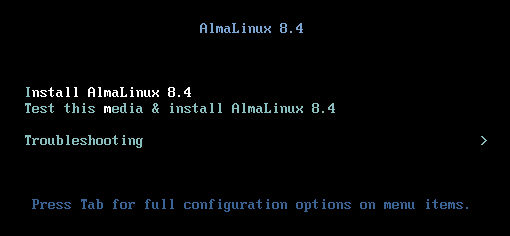 AlmaLinux 8.4
Install AlmaLinux 8.4
Test this media & install AlmaLinux 8.4
Troubleshooting >
Press Tab for full configuration options on menu items.